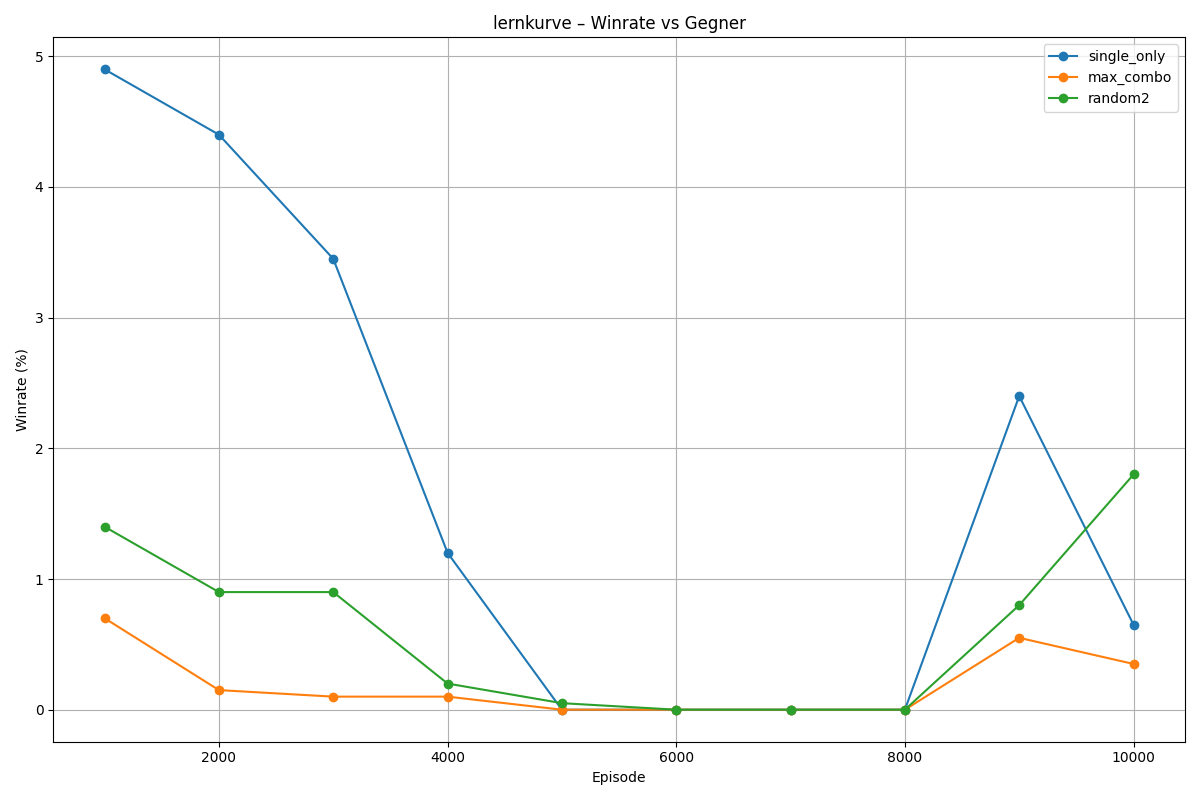 lernkurve – Winrate vs Gegner
single_only
max_combo
random2
Winrate (%)
5
4
3
2
1
0
2000 4000 6000 8000 10000
Episode